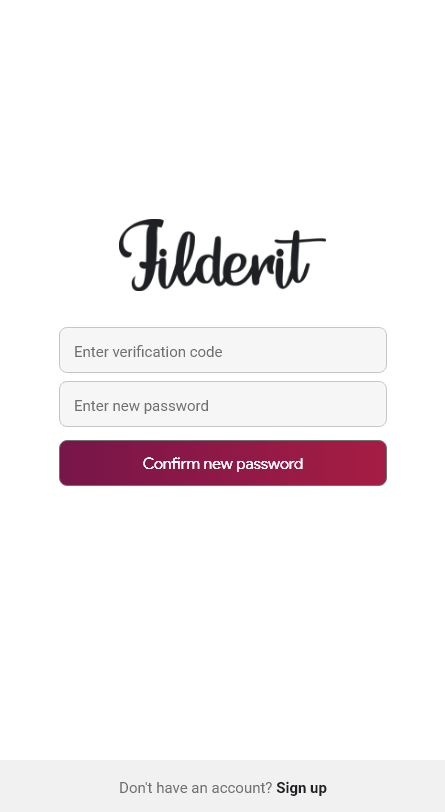 Filderit
Enter verification code
Enter new password
Confirm new password
Don't have an account? Sign up